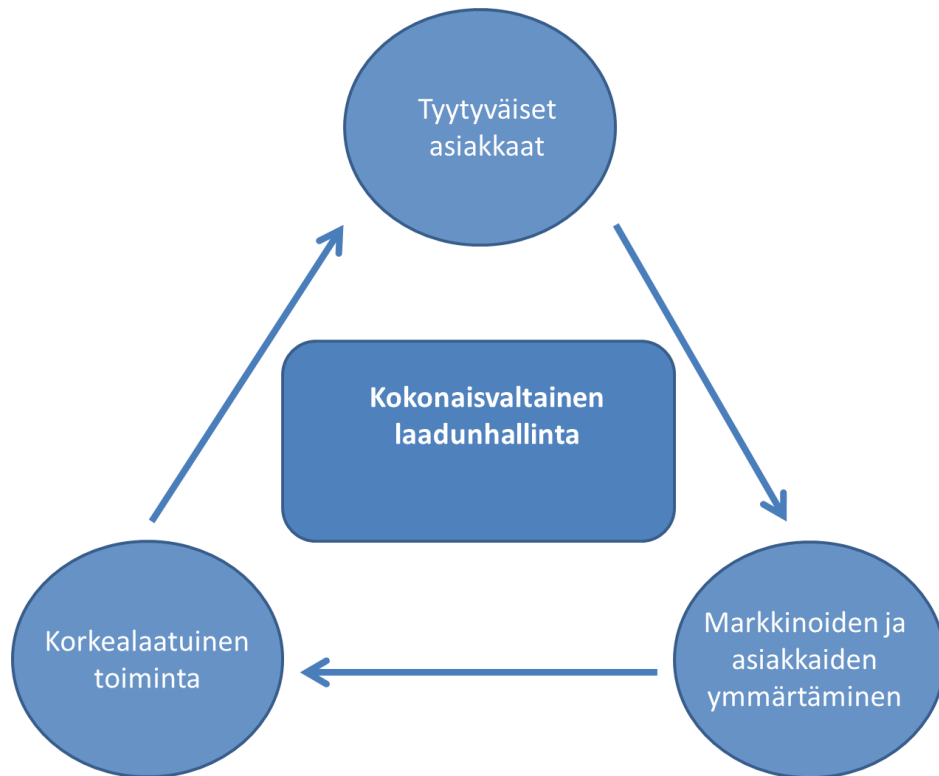 Tyytyväiset
asiakkaat
Kokonaisvaltainen
laadunhallinta
Korkealaatuinen
toiminta
Markkinoiden ja
asiakkaiden
ymmärtäminen